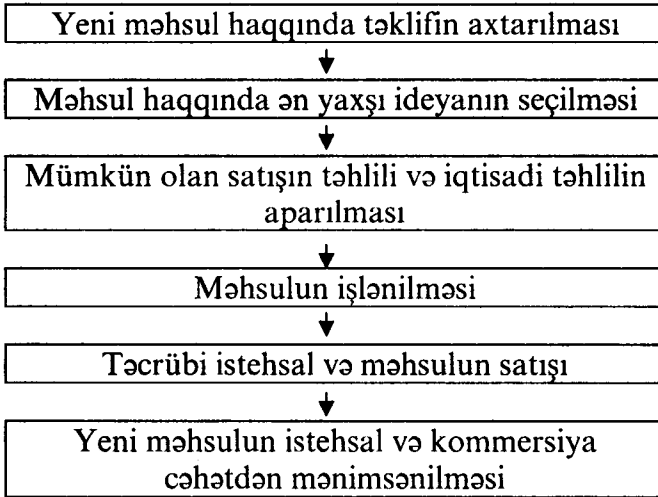 Yeni məhsul haqqında təklifin axtarılması
Məhsul haqqında ən yaxşı ideyanın seçilməsi
Mümkün olan satışın təhlili və iqtisadi təhlilin
aparılması
Məhsulun işlənilməsi
Təcrübi istehsal və məhsulun satışı
Yeni məhsulun istehsal və kommersiya
cəhətdən mənimsənilməsi